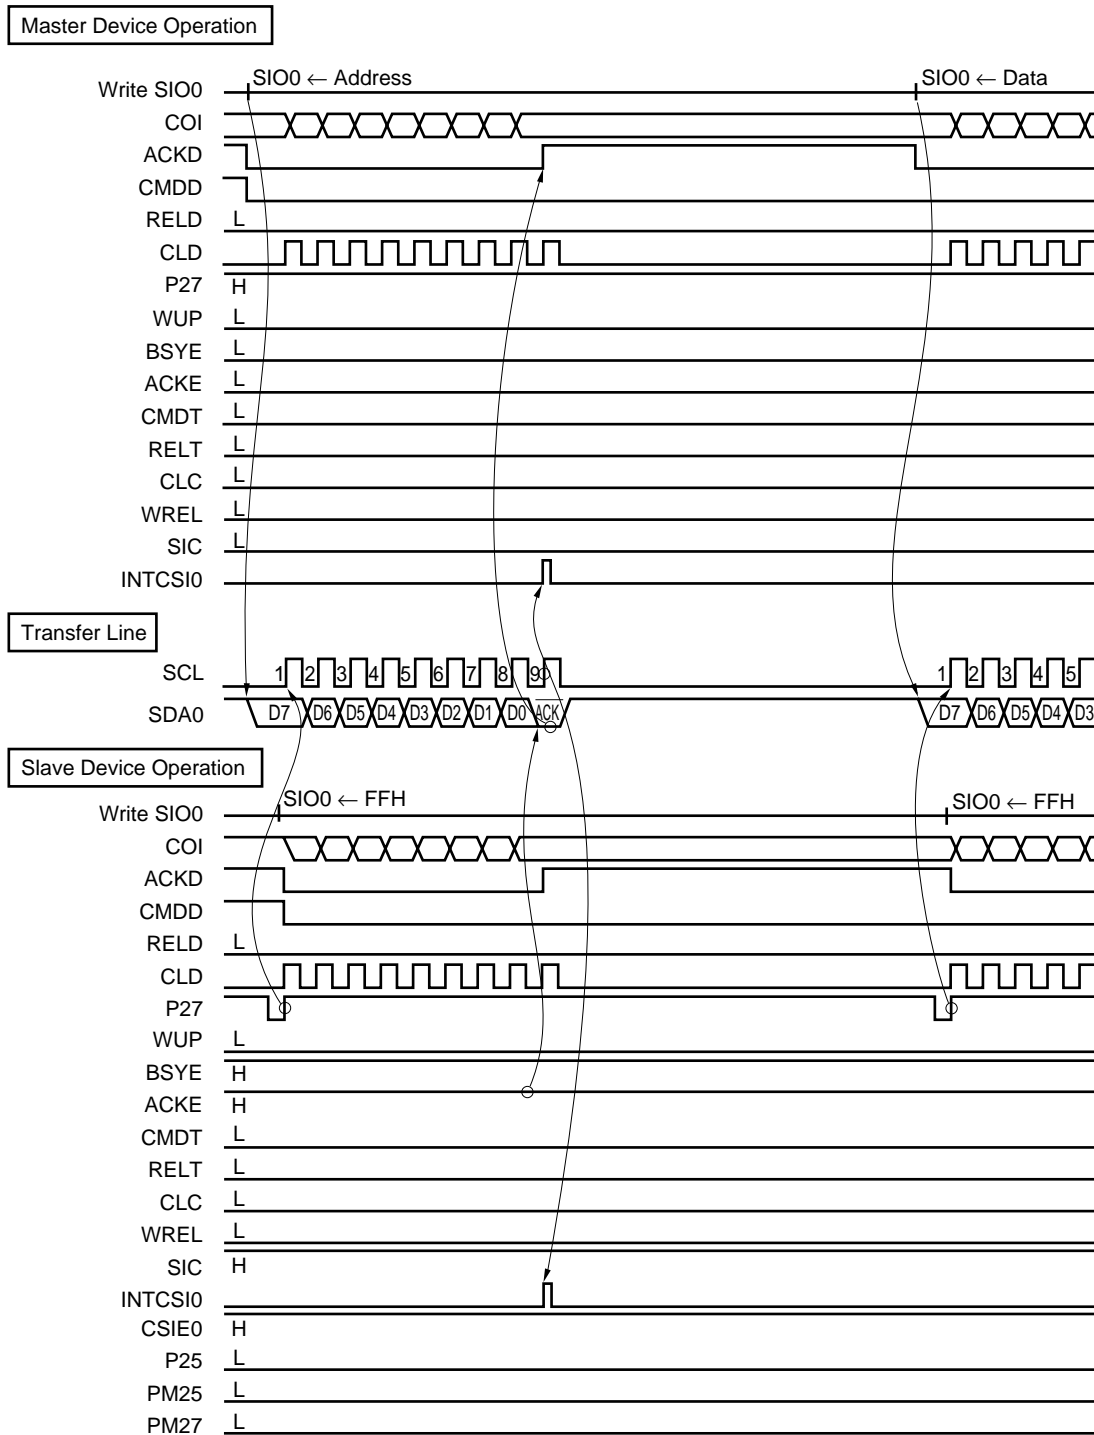 Master Device Operation
Write SIO0 SIO0 ← Address SIO0 ← Data
COI
ACKD
CMDD
RELD L
CLD
P27 H
WUP L
BSYE L
ACKE L
CMDT L
RELT L
CLC L
WREL L
SIC L
INTCSI0
Transfer Line
SCL 1 2 3 4 5 6 7 8 9 1 2 3 4 5
SDA0 D7 D6 D5 D4 D3 D2 D1 D0 ACK D7 D6 D5 D4 D3
Slave Device Operation
Write SIO0 SIO0 ← FFH SIO0 ← FFH
COI
ACKD
CMDD
RELD L
CLD
P27
WUP L
BSYE H
ACKE H
CMDT L
RELT L
CLC L
WREL L
SIC H
INTCSI0
CSIE0 H
P25 L
PM25 L
PM27 L